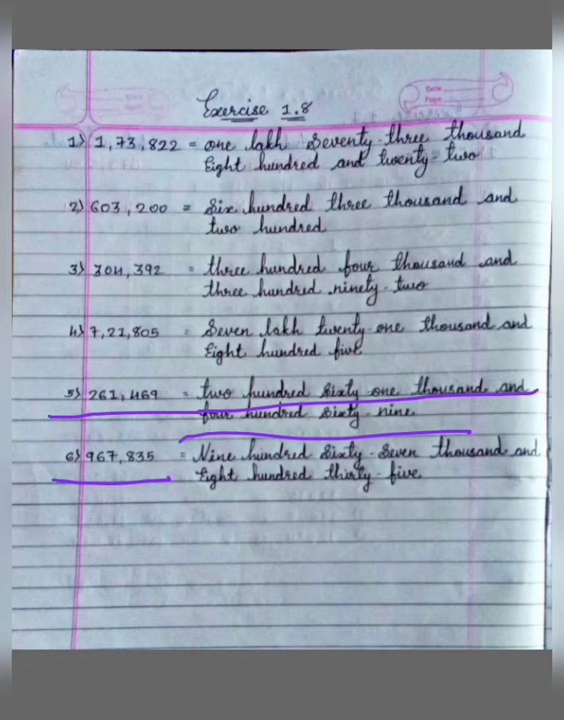 Date
Page
Exercise 1.8
1) 1,73,822 = one lakh Seventy-three thousand
Eight hundred and twenty-two
2) 603,200 = Six hundred three thousand and
two hundred
3) 304,392 = three hundred four thousand and
three hundred ninety-two
4) 7,21,805 = Seven lakh twenty-one thousand and
Eight hundred five
5) 261,469 = two hundred Sixty one thousand and
four hundred sixty-nine
6) 967,835 = Nine hundred Sixty-Seven thousand and
Eight hundred thirty-five